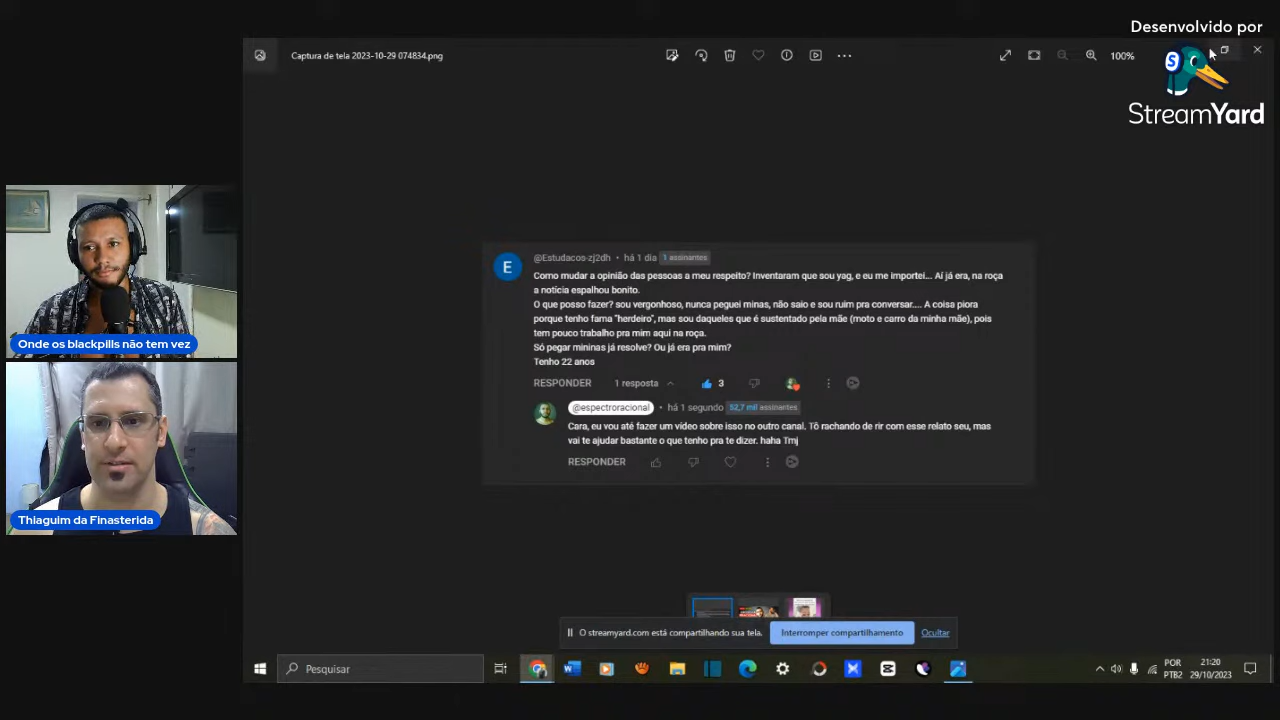 Desenvolvido por
StreamYard
Captura de tela 2023-10-29 074834.png
100%
Onde os blackpills não tem vez
Thiaguim da Finasterida
E
@Estudacos-zj2dh • há 1 dia 1 assinantes
Como mudar a opinião das pessoas a meu respeito? Inventaram que sou yag, e eu me importei... Aí já era, na roça
a notícia espalhou bonito.
O que posso fazer? sou vergonhoso, nunca peguei minas, não saio e sou ruim pra conversar.... A coisa piora
porque tenho fama "herdeiro", mas sou daqueles que é sustentado pela mãe (moto e carro da minha mãe), pois
tem pouco trabalho pra mim aqui na roça.
Só pegar mininas já resolve? Ou já era pra mim?
Tenho 22 anos
RESPONDER 1 resposta 3
@espectroracional • há 1 segundo 52,7 mil assinantes
Cara, eu vou até fazer um vídeo sobre isso no outro canal. Tô rachando de rir com esse relato seu, mas
vai te ajudar bastante o que tenho pra te dizer. haha Tmj
RESPONDER
O streamyard.com está compartilhando sua tela. Interromper compartilhamento Ocultar
Pesquisar
POR
PTB2
21:20
29/10/2023